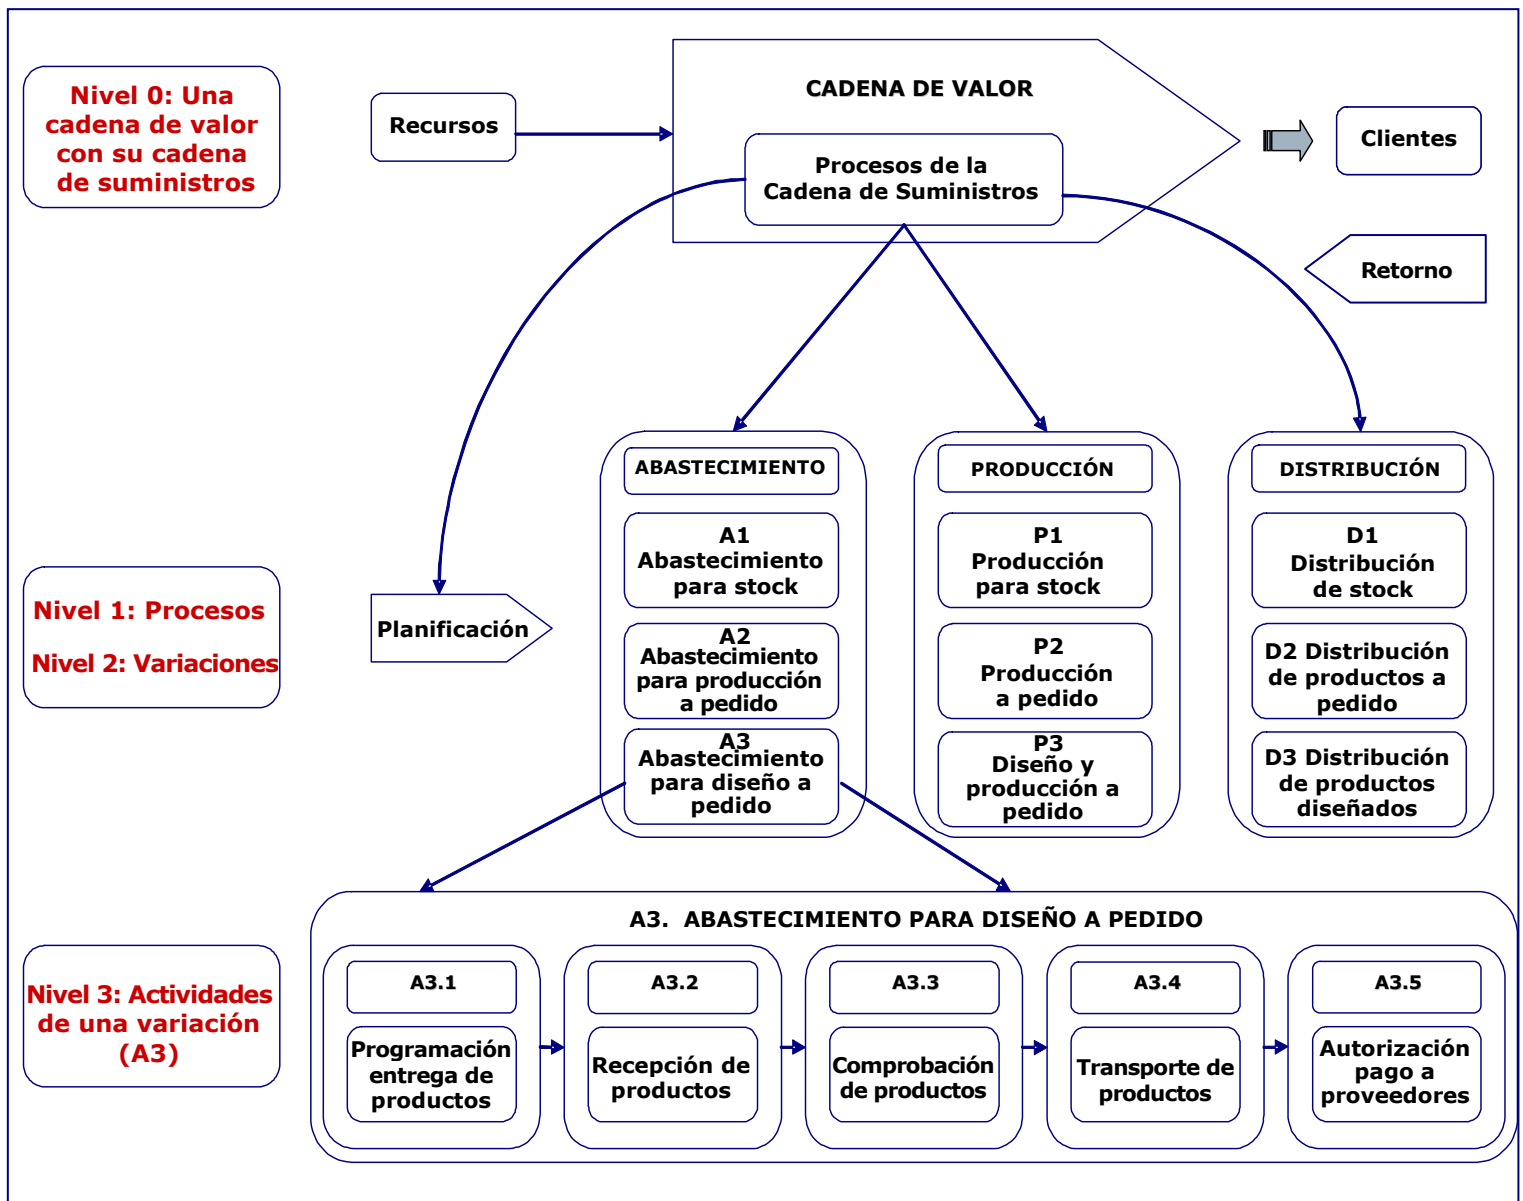 Nivel 0: Una
cadena de valor
con su cadena
de suministros
Recursos
CADENA DE VALOR
Procesos de la
Cadena de Suministros
Clientes
Retorno
Nivel 1: Procesos
Nivel 2: Variaciones
Planificación
ABASTECIMIENTO
A1
Abastecimiento
para stock
A2
Abastecimiento
para producción
a pedido
A3
Abastecimiento
para diseño a
pedido
PRODUCCIÓN
P1
Producción
para stock
P2
Producción
a pedido
P3
Diseño y
producción a
pedido
DISTRIBUCIÓN
D1
Distribución
de stock
D2 Distribución
de productos a
pedido
D3 Distribución
de productos
diseñados
Nivel 3: Actividades
de una variación
(A3)
A3. ABASTECIMIENTO PARA DISEÑO A PEDIDO
A3.1
Programación
entrega de
productos
A3.2
Recepción de
productos
A3.3
Comprobación
de productos
A3.4
Transporte de
productos
A3.5
Autorización
pago a
proveedores